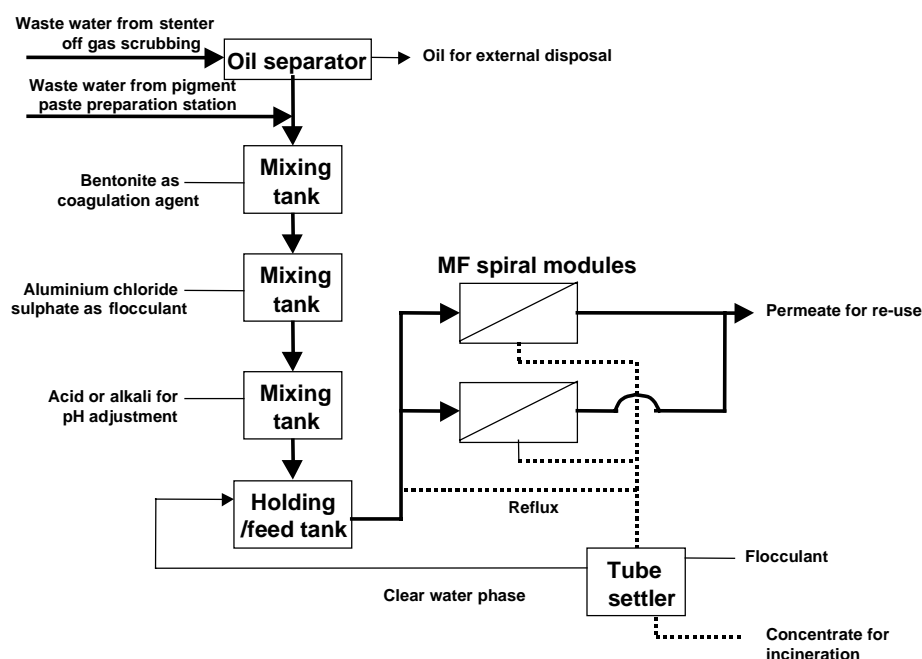 Waste water from stenter
off gas scrubbing
Oil separator
Oil for external disposal
Waste water from pigment
paste preparation station
Mixing
tank
Bentonite as
coagulation agent
Mixing
tank
Aluminium chloride
sulphate as flocculant
MF spiral modules
Permeate for re-use
Mixing
tank
Acid or alkali for
pH adjustment
Holding
/feed tank
Reflux
Clear water phase
Tube
settler
Flocculant
Concentrate for
incineration